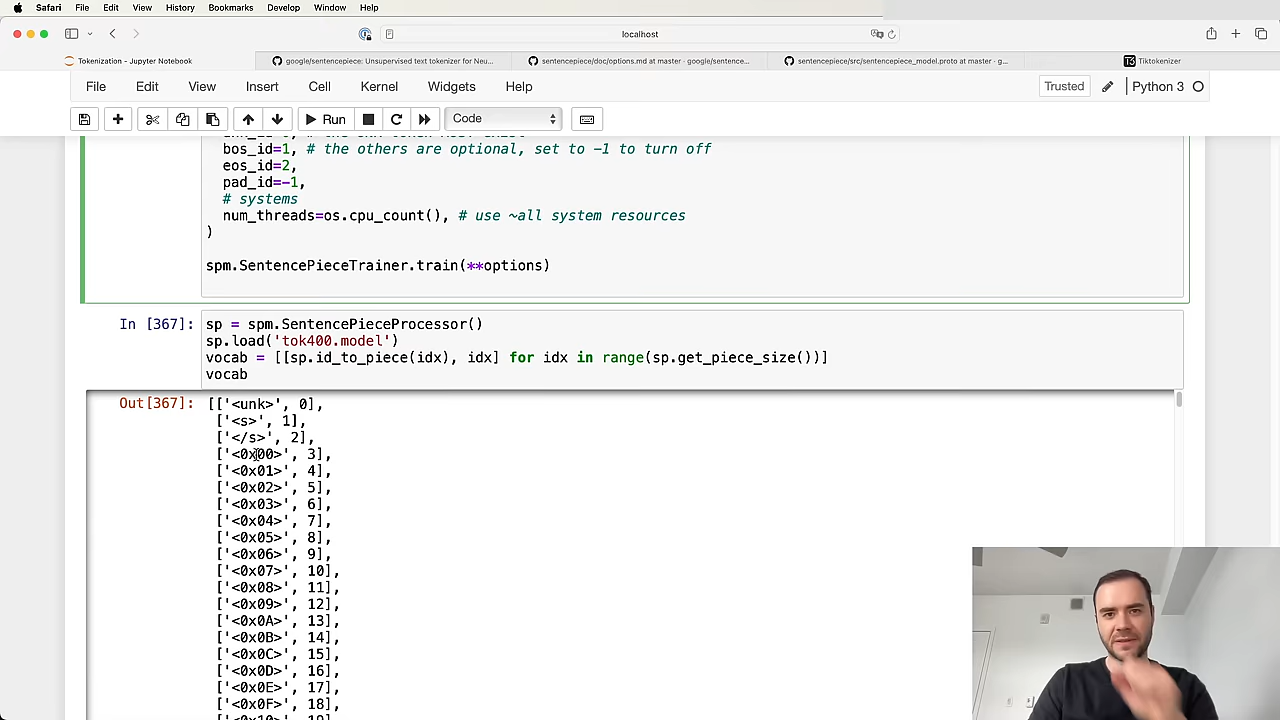 Safari File Edit View History Bookmarks Develop Window Help
localhost
Tokenization - Jupyter Notebook
google/sentencepiece: Unsupervised text tokenizer for Neu...
sentencepiece/doc/options.md at master · google/sentence...
sentencepiece/src/sentencepiece_model.proto at master · g...
Tiktokenizer
File Edit View Insert Cell Kernel Widgets Help
Trusted Python 3
Run Code
bos_id=1, # the others are optional, set to -1 to turn off
eos_id=2,
pad_id=-1,
# systems
num_threads=os.cpu_count(), # use ~all system resources
)
spm.SentencePieceTrainer.train(**options)
In [367]: sp = spm.SentencePieceProcessor()
sp.load('tok400.model')
vocab = [[sp.id_to_piece(idx), idx] for idx in range(sp.get_piece_size())]
vocab
Out[367]: [['<unk>', 0],
['<s>', 1],
['</s>', 2],
['<0x00>', 3],
['<0x01>', 4],
['<0x02>', 5],
['<0x03>', 6],
['<0x04>', 7],
['<0x05>', 8],
['<0x06>', 9],
['<0x07>', 10],
['<0x08>', 11],
['<0x09>', 12],
['<0x0A>', 13],
['<0x0B>', 14],
['<0x0C>', 15],
['<0x0D>', 16],
['<0x0E>', 17],
['<0x0F>', 18],